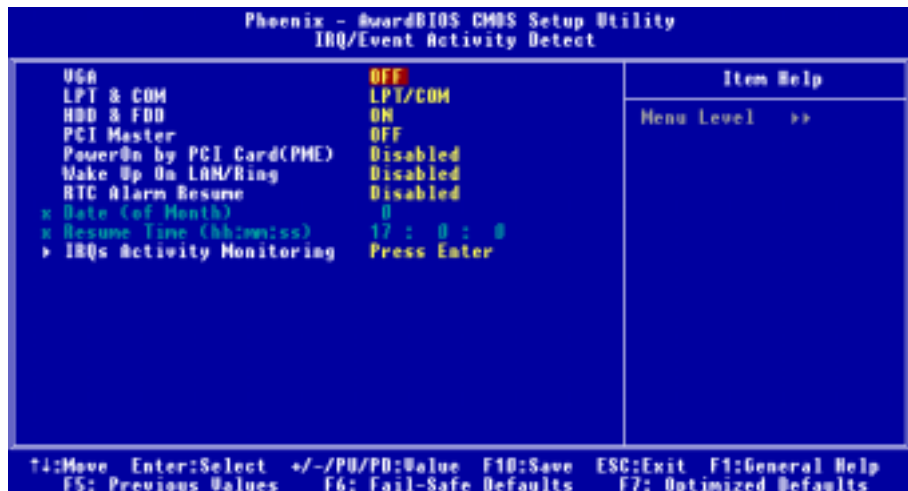 Phoenix - AwardBIOS CMOS Setup Utility
IRQ/Event Activity Detect
VGA OFF
LPT & COM LPT/COM
HDD & FDD ON
PCI Master OFF
PowerOn by PCI Card(PME) Disabled
Wake Up On LAN/Ring Disabled
RTC Alarm Resume Disabled
x Date (of Month) 0
x Resume Time (hh:mm:ss) 17 : 0 : 0
▸ IRQs Activity Monitoring Press Enter
Item Help
Menu Level ▸▸
↑↓:Move Enter:Select +/-/PU/PD:Value F10:Save ESC:Exit F1:General Help
F5: Previous Values F6: Fail-Safe Defaults F7: Optimized Defaults